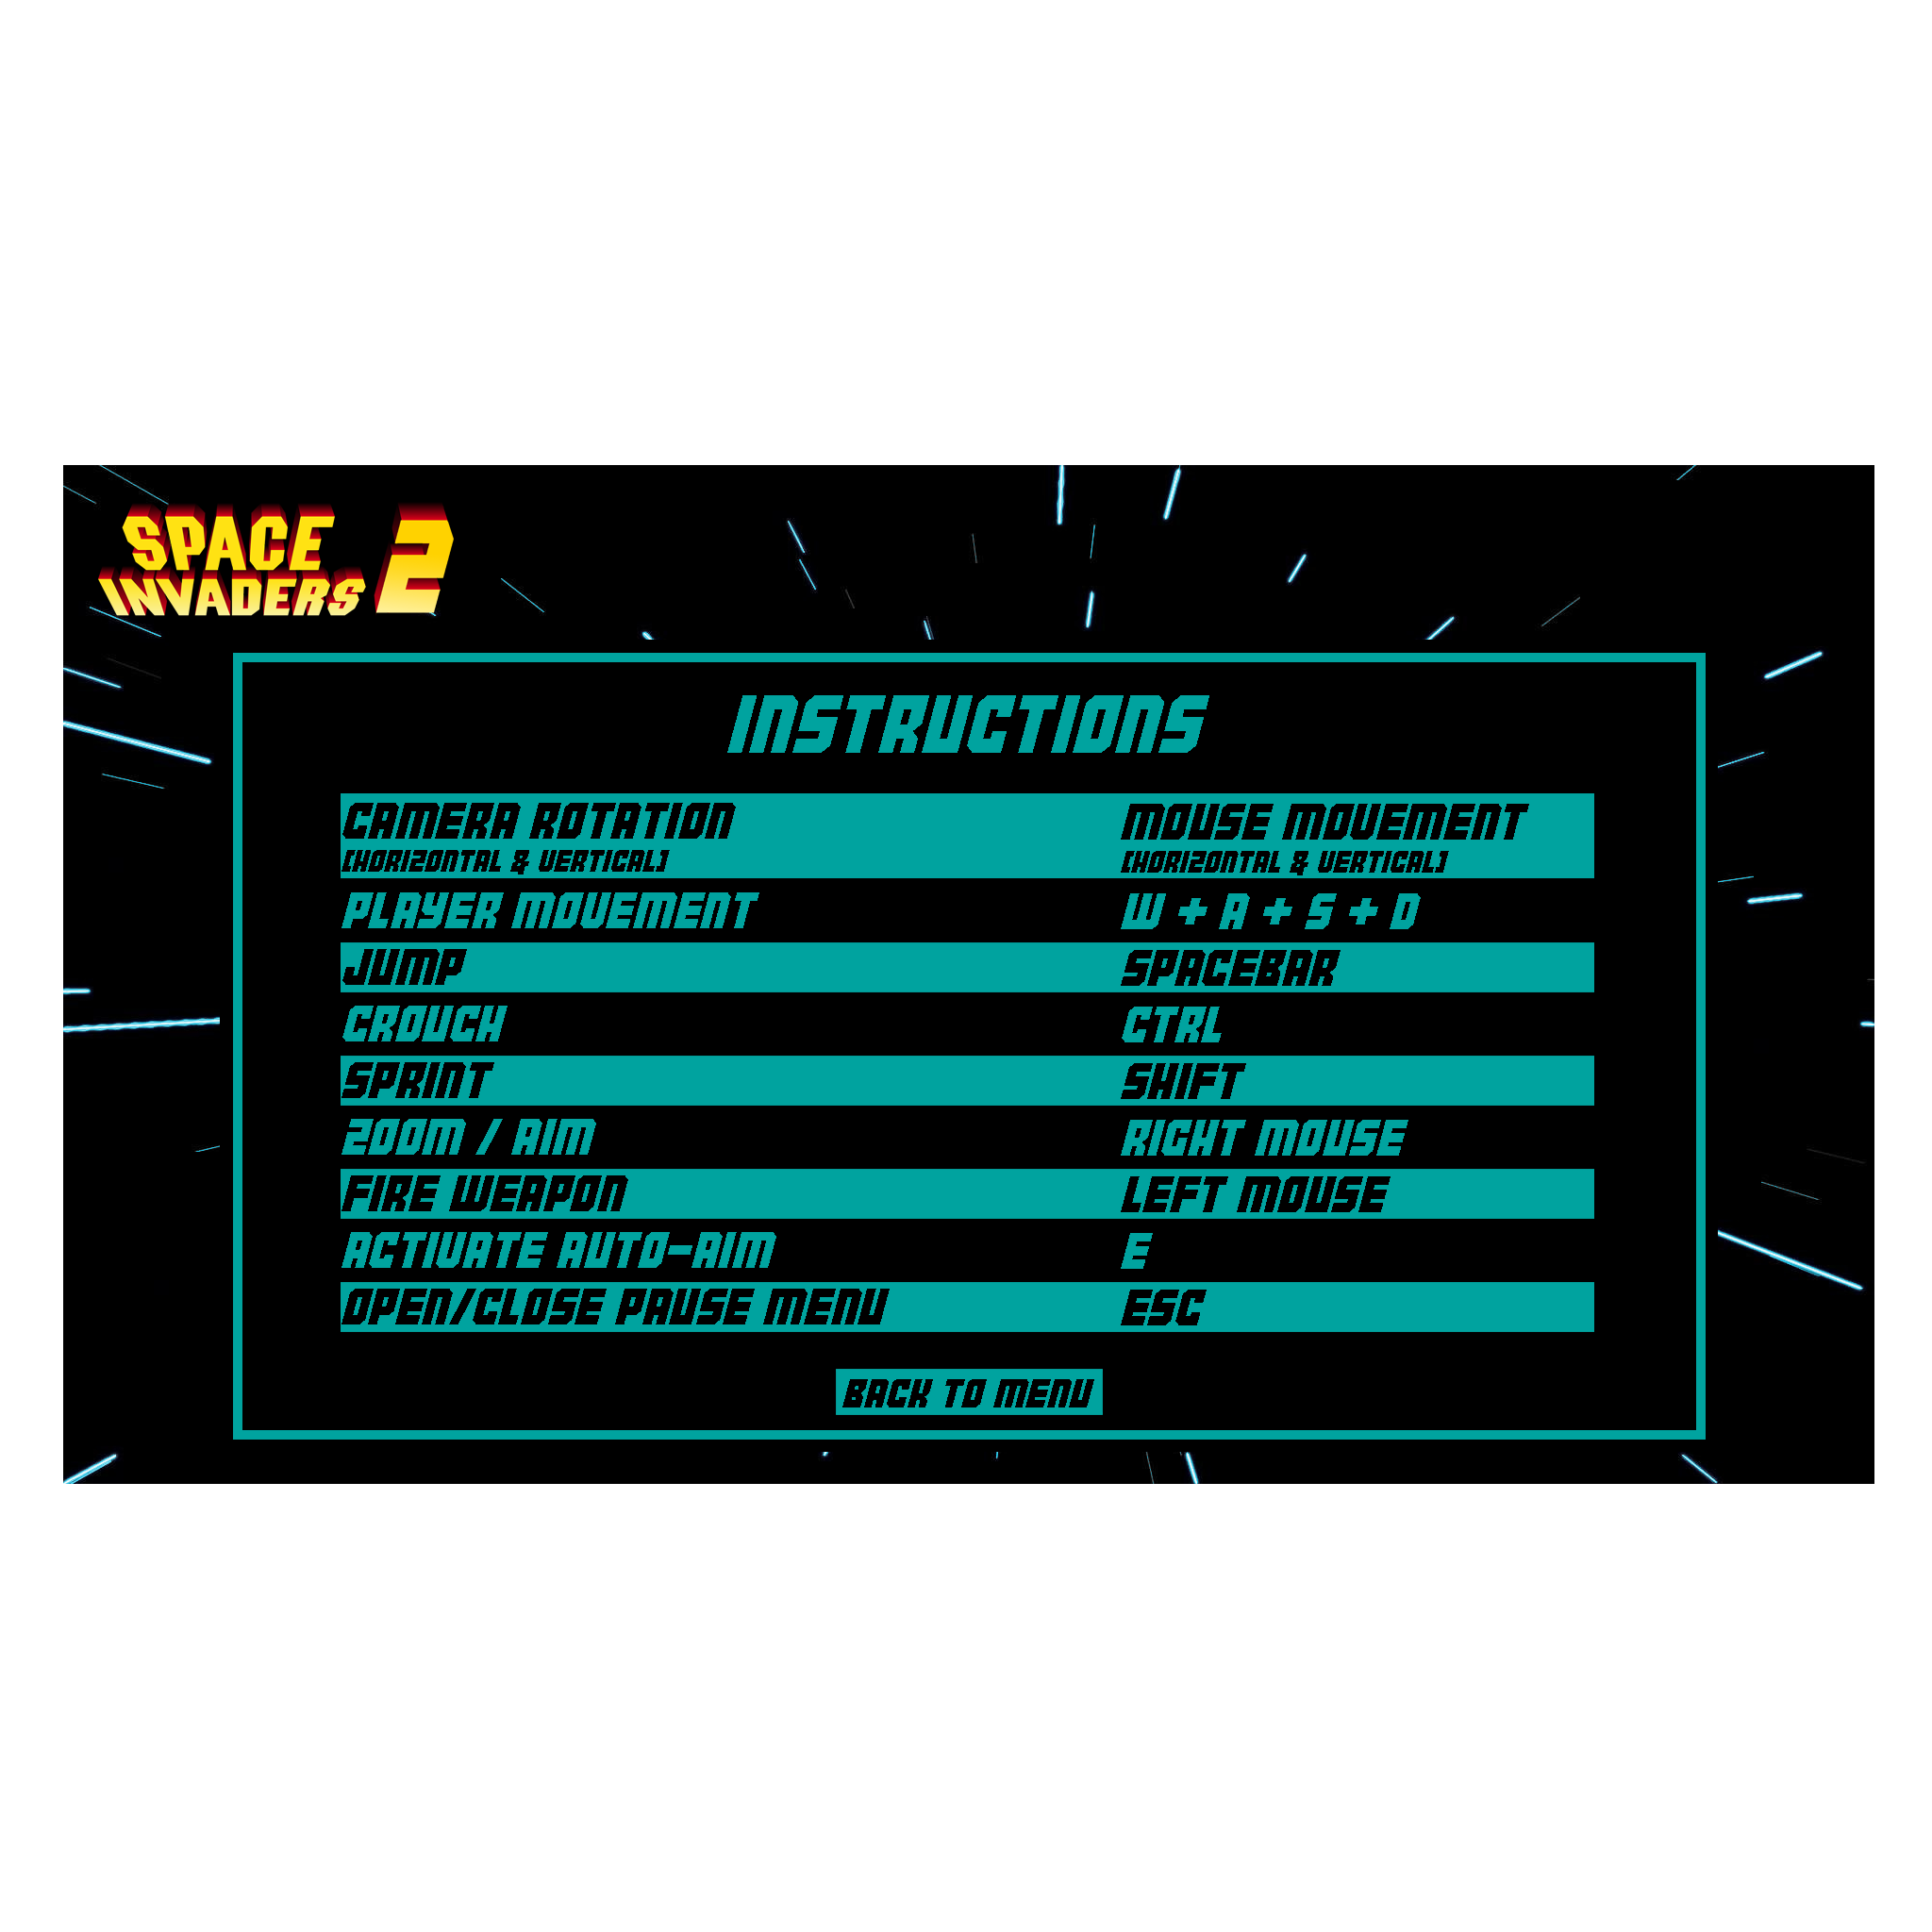 SPACE
INVADERS 2
INSTRUCTIONS
CAMERA ROTATION MOUSE MOVEMENT
[HORIZONTAL & VERTICAL] [HORIZONTAL & VERTICAL]
PLAYER MOVEMENT W + A + S + D
JUMP SPACEBAR
CROUCH CTRL
SPRINT SHIFT
ZOOM / AIM RIGHT MOUSE
FIRE WEAPON LEFT MOUSE
ACTIVATE AUTO-AIM E
OPEN/CLOSE PAUSE MENU ESC
BACK TO MENU